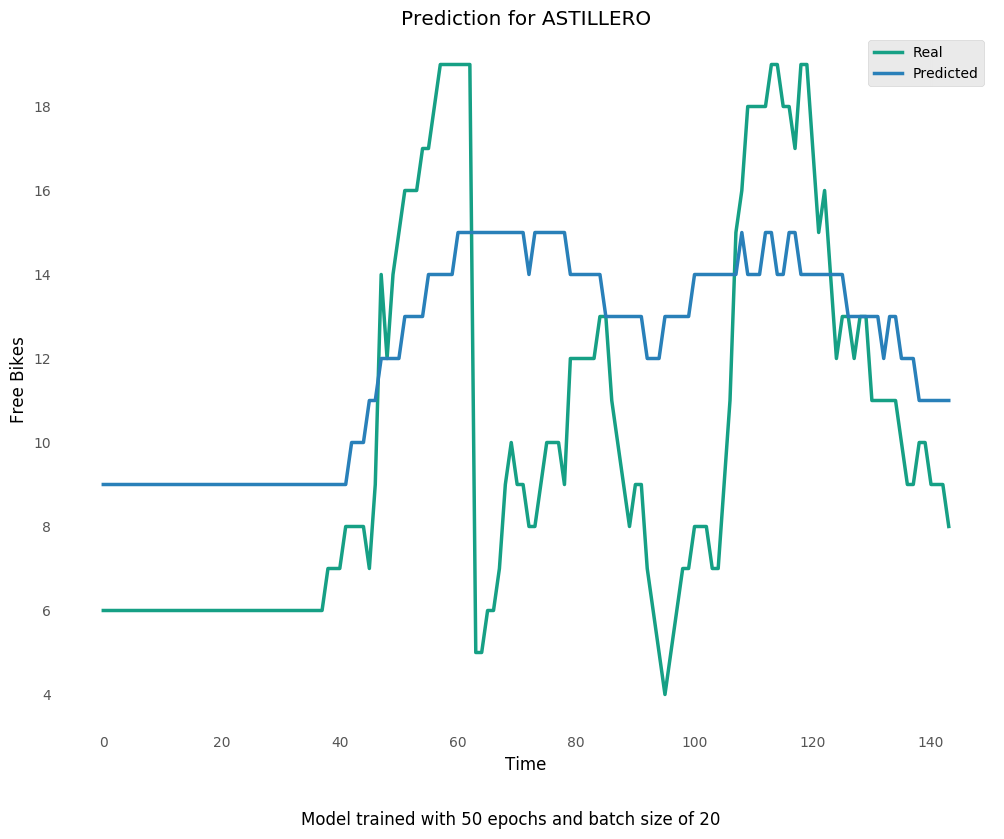 Prediction for ASTILLERO
Real
Predicted
Free Bikes
18
16
14
12
10
8
6
4
0 20 40 60 80 100 120 140
Time
Model trained with 50 epochs and batch size of 20